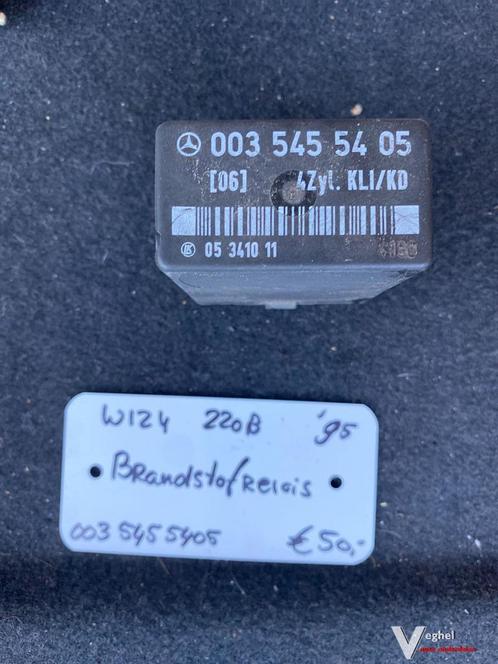 003 545 54 05
[06] 4Zyl. KLI/KD
05 3410 11
W124 220B '95
Brandstofrelais
003 545 5405 €50,-
Veghel